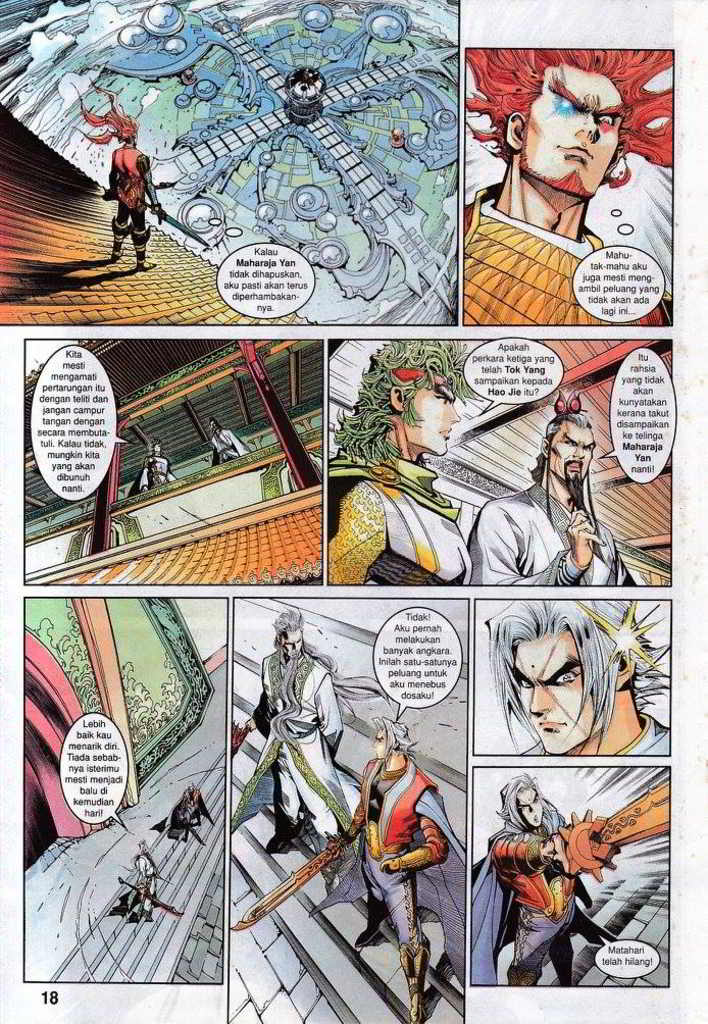 Kalau
Maharaja Yan
tidak dihapuskan,
aku pasti akan terus
diperhambakan-
nya.
Mahu-
tak-mahu aku
juga mesti meng-
ambil peluang yang
tidak akan ada
lagi ini...
Kita
mesti
mengamati
pertarungan itu
dengan teliti dan
jangan campur
tangan dengan
secara membuta-
tuli. Kalau tidak,
mungkin kita
yang akan
dibunuh
nanti.
Apakah
perkara ketiga yang
telah Tok Yang
sampaikan kepada
Hao Jie itu?
Itu
rahsia
yang tidak
akan
kunyatakan
kerana takut
disampaikan
ke telinga
Maharaja
Yan
nanti!
Lebih
baik kau
menarik diri.
Tiada sebab-
nya isterimu
mesti menjadi
balu di
kemudian
hari!
Tidak!
Aku pernah
melakukan
banyak angkara.
Inilah satu-satunya
peluang untuk
aku menebus
dosaku!
Matahari
telah hilang!
18